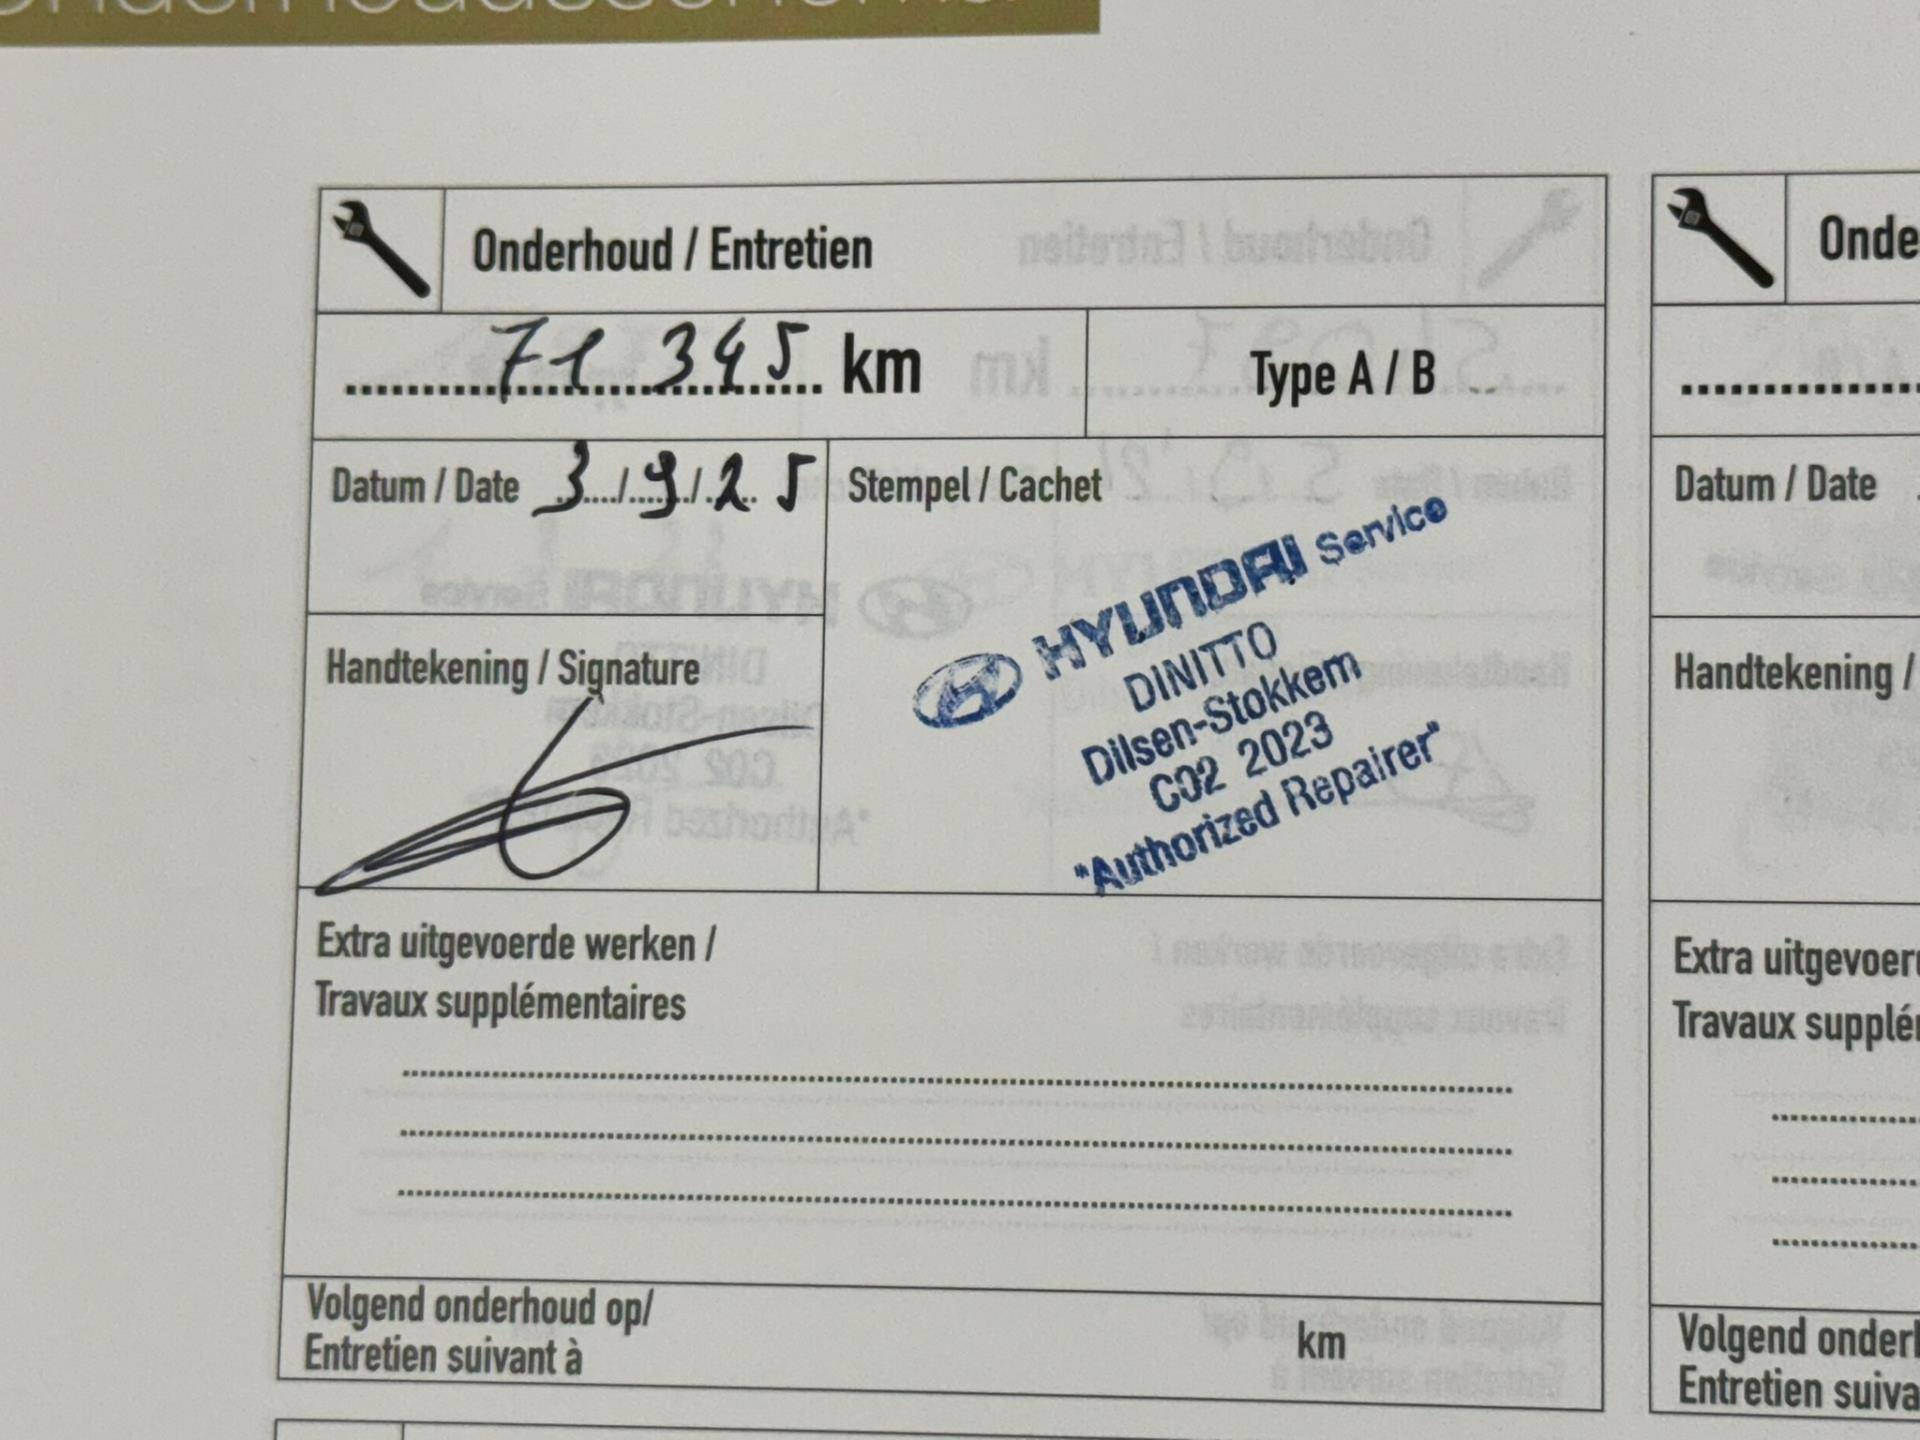 Onderhoud / Entretien
71 345 km
Type A / B
Datum / Date 3/9/25
Stempel / Cachet
HYUNDAI Service
DINITTO
Dilsen-Stokkem
C02 2023
"Authorized Repairer"
Handtekening / Signature
Extra uitgevoerde werken /
Travaux supplémentaires
Volgend onderhoud op/
Entretien suivant à
km
Onde
Datum / Date
Handtekening /
Extra uitgevoer
Travaux supplé
Volgend onder
Entretien suiva